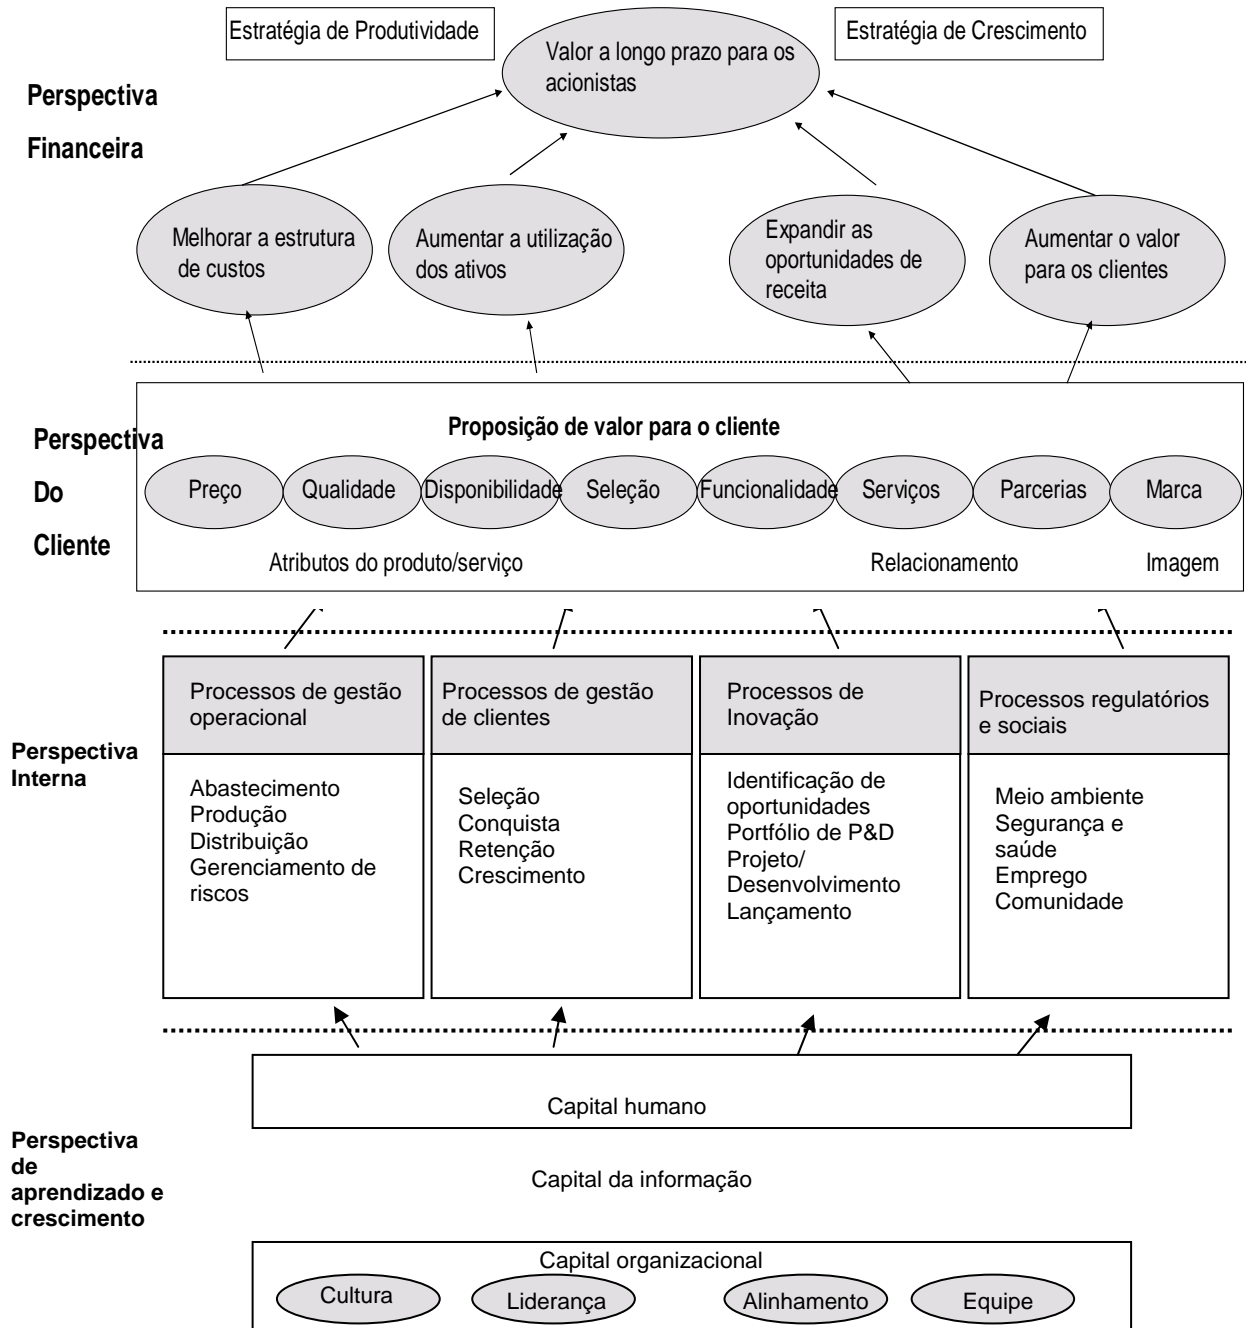 Estratégia de Produtividade
Estratégia de Crescimento
Valor a longo prazo para os
acionistas
Perspectiva
Financeira
Melhorar a estrutura
de custos
Aumentar a utilização
dos ativos
Expandir as
oportunidades de
receita
Aumentar o valor
para os clientes
Perspectiva
Do
Cliente
Proposição de valor para o cliente
Preço
Qualidade
Disponibilidade
Seleção
Funcionalidade
Serviços
Parcerias
Marca
Atributos do produto/serviço
Relacionamento
Imagem
Perspectiva
Interna
Processos de gestão
operacional
Abastecimento
Produção
Distribuição
Gerenciamento de
riscos
Processos de gestão
de clientes
Seleção
Conquista
Retenção
Crescimento
Processos de
Inovação
Identificação de
oportunidades
Portfólio de P&D
Projeto/
Desenvolvimento
Lançamento
Processos regulatórios
e sociais
Meio ambiente
Segurança e
saúde
Emprego
Comunidade
Perspectiva
de
aprendizado e
crescimento
Capital humano
Capital da informação
Capital organizacional
Cultura
Liderança
Alinhamento
Equipe